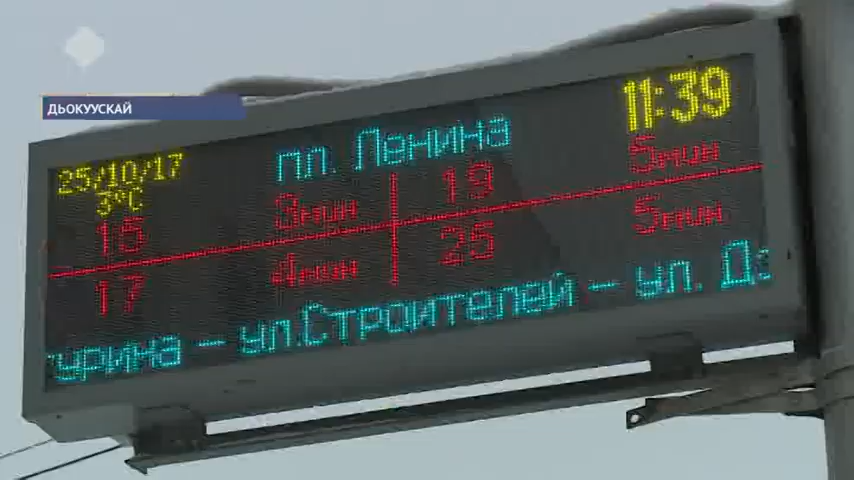 ДЬОКУУСКАЙ
25/10/17 пл. Ленина 11:39
3°C
15 3мин 19 5мин
17 4мин 25 5мин
урина – ул.Строителей – ул. Дз